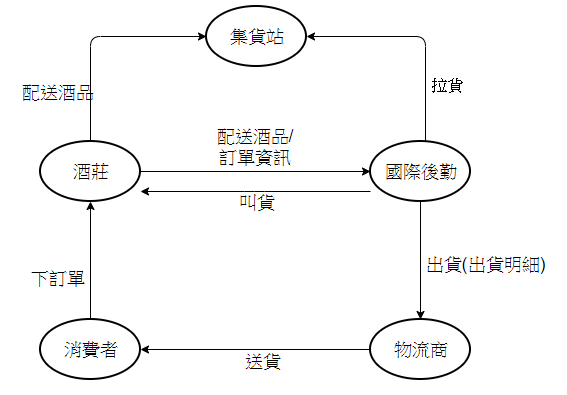 集貨站
配送酒品
拉貨
配送酒品/
訂單資訊
酒莊
國際後勤
叫貨
下訂單
出貨(出貨明細)
消費者
物流商
送貨